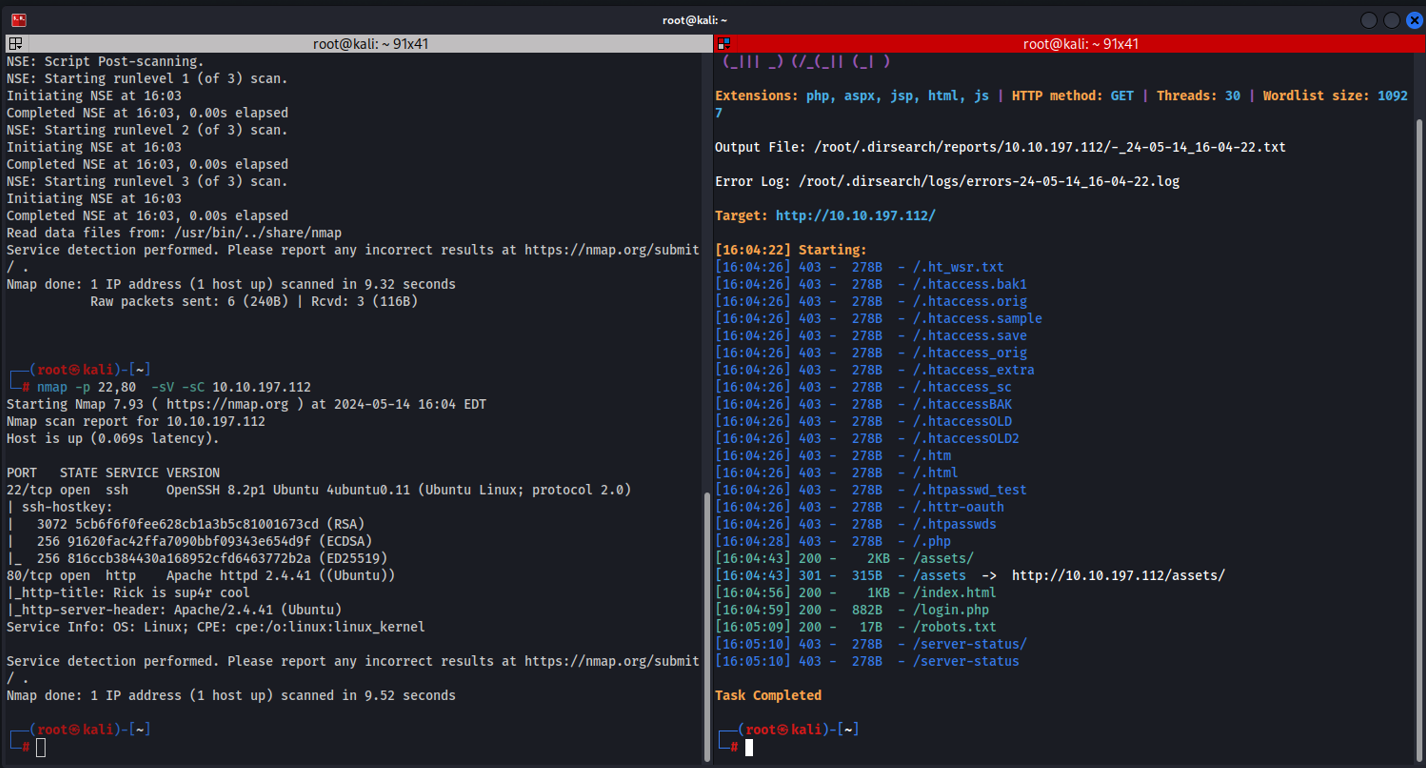 root@kali: ~
root@kali: ~ 91x41
NSE: Script Post-scanning.
NSE: Starting runlevel 1 (of 3) scan.
Initiating NSE at 16:03
Completed NSE at 16:03, 0.00s elapsed
NSE: Starting runlevel 2 (of 3) scan.
Initiating NSE at 16:03
Completed NSE at 16:03, 0.00s elapsed
NSE: Starting runlevel 3 (of 3) scan.
Initiating NSE at 16:03
Completed NSE at 16:03, 0.00s elapsed
Read data files from: /usr/bin/../share/nmap
Service detection performed. Please report any incorrect results at https://nmap.org/submit
/ .
Nmap done: 1 IP address (1 host up) scanned in 9.32 seconds
Raw packets sent: 6 (240B) | Rcvd: 3 (116B)
┌──(root㉿kali)-[~]
└─# nmap -p 22,80  -sV -sC 10.10.197.112
Starting Nmap 7.93 ( https://nmap.org ) at 2024-05-14 16:04 EDT
Nmap scan report for 10.10.197.112
Host is up (0.069s latency).
PORT   STATE SERVICE VERSION
22/tcp open  ssh     OpenSSH 8.2p1 Ubuntu 4ubuntu0.11 (Ubuntu Linux; protocol 2.0)
| ssh-hostkey:
|   3072 5cb6f6f0fee628cb1a3b5c81001673cd (RSA)
|   256 91620fac42ffa7090bbf09343e654d9f (ECDSA)
|_  256 816ccb384430a168952cfd6463772b2a (ED25519)
80/tcp open  http    Apache httpd 2.4.41 ((Ubuntu))
|_http-title: Rick is sup4r cool
|_http-server-header: Apache/2.4.41 (Ubuntu)
Service Info: OS: Linux; CPE: cpe:/o:linux:linux_kernel
Service detection performed. Please report any incorrect results at https://nmap.org/submit
/ .
Nmap done: 1 IP address (1 host up) scanned in 9.52 seconds
┌──(root㉿kali)-[~]
└─#
root@kali: ~ 91x41
(_||| _) (/_(_|| (_| )
Extensions: php, aspx, jsp, html, js | HTTP method: GET | Threads: 30 | Wordlist size: 1092
7
Output File: /root/.dirsearch/reports/10.10.197.112/-_24-05-14_16-04-22.txt
Error Log: /root/.dirsearch/logs/errors-24-05-14_16-04-22.log
Target: http://10.10.197.112/
[16:04:22] Starting:
[16:04:26] 403 -  278B  - /.ht_wsr.txt
[16:04:26] 403 -  278B  - /.htaccess.bak1
[16:04:26] 403 -  278B  - /.htaccess.orig
[16:04:26] 403 -  278B  - /.htaccess.sample
[16:04:26] 403 -  278B  - /.htaccess.save
[16:04:26] 403 -  278B  - /.htaccess_orig
[16:04:26] 403 -  278B  - /.htaccess_extra
[16:04:26] 403 -  278B  - /.htaccess_sc
[16:04:26] 403 -  278B  - /.htaccessBAK
[16:04:26] 403 -  278B  - /.htaccessOLD
[16:04:26] 403 -  278B  - /.htaccessOLD2
[16:04:26] 403 -  278B  - /.htm
[16:04:26] 403 -  278B  - /.html
[16:04:26] 403 -  278B  - /.htpasswd_test
[16:04:26] 403 -  278B  - /.httr-oauth
[16:04:26] 403 -  278B  - /.htpasswds
[16:04:28] 403 -  278B  - /.php
[16:04:43] 200 -    2KB - /assets/
[16:04:43] 301 -  315B  - /assets  ->  http://10.10.197.112/assets/
[16:04:56] 200 -    1KB - /index.html
[16:04:59] 200 -  882B  - /login.php
[16:05:09] 200 -   17B  - /robots.txt
[16:05:10] 403 -  278B  - /server-status/
[16:05:10] 403 -  278B  - /server-status
Task Completed
┌──(root㉿kali)-[~]
└─#